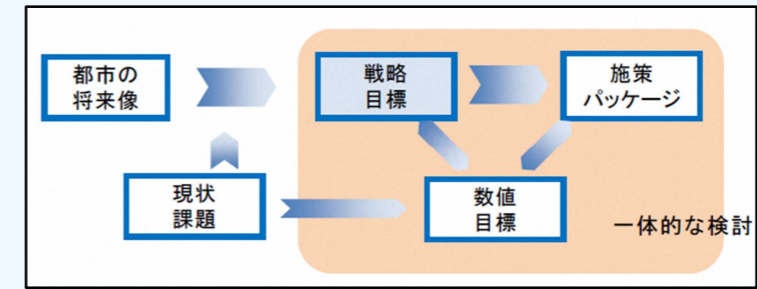 都市の
将来像
戦略
目標
施策
パッケージ
現状
課題
数値
目標
一体的な検討